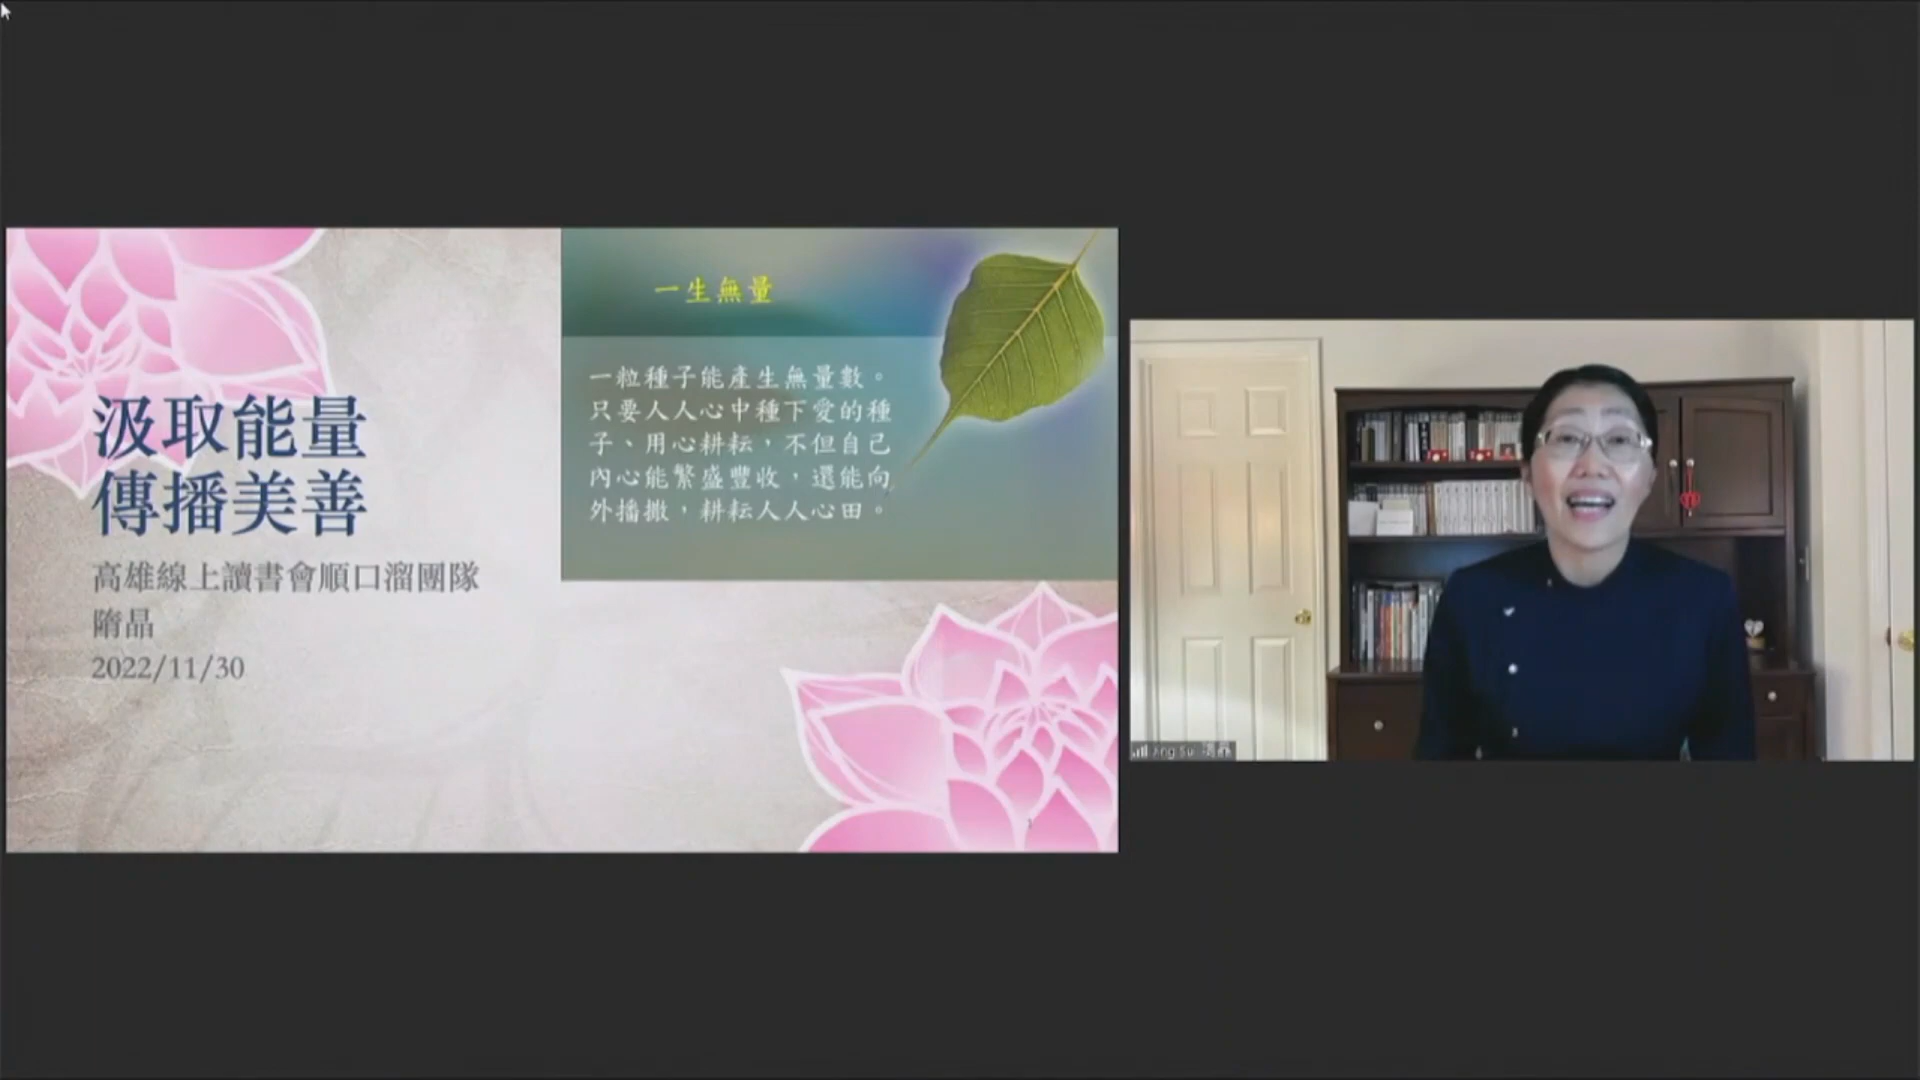 汲取能量
傳播美善
高雄線上讀書會順口溜團隊
隋晶
2022/11/30
一生無量
一粒種子能產生無量數。
只要人人心中種下愛的種
子、用心耕耘，不但自己
內心能繁盛豐收，還能向
外播撒，耕耘人人心田。
1